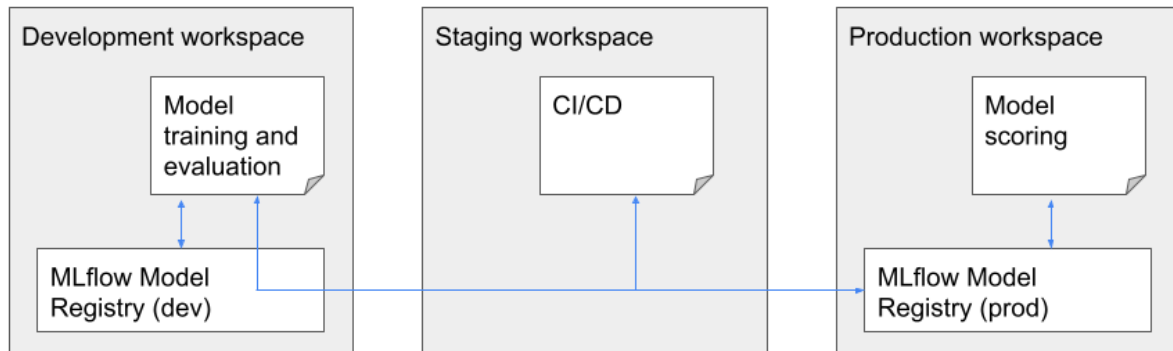 Development workspace
Model
training and
evaluation
MLflow Model
Registry (dev)
Staging workspace
CI/CD
Production workspace
Model
scoring
MLflow Model
Registry (prod)